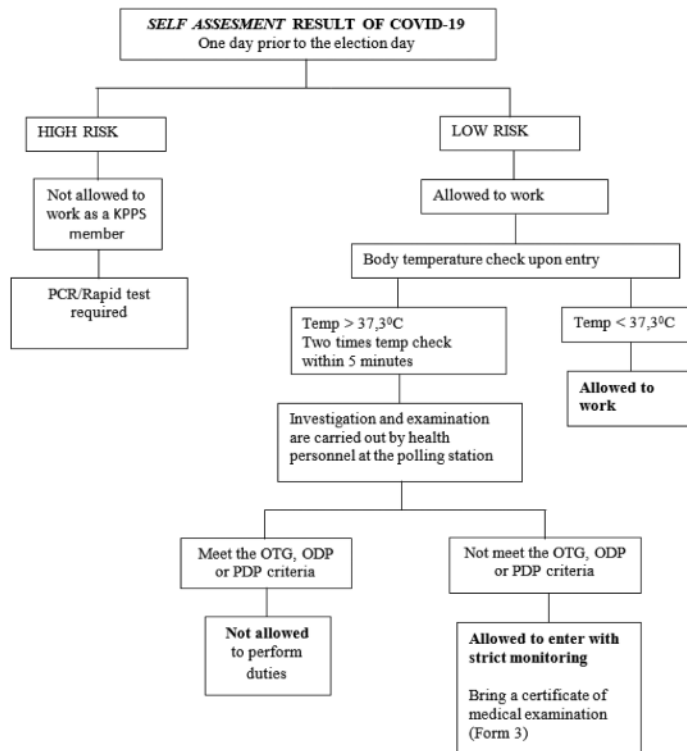 SELF ASSESMENT RESULT OF COVID-19
One day prior to the election day
HIGH RISK
LOW RISK
Not allowed to
work as a KPPS
member
Allowed to work
Body temperature check upon entry
PCR/Rapid test
required
Temp > 37,3⁰C
Two times temp check
within 5 minutes
Temp < 37,3⁰C
Allowed to
work
Investigation and examination
are carried out by health
personnel at the polling station
Meet the OTG, ODP
or PDP criteria
Not meet the OTG, ODP
or PDP criteria
Not allowed
to perform
duties
Allowed to enter with
strict monitoring
Bring a certificate of
medical examination
(Form 3)